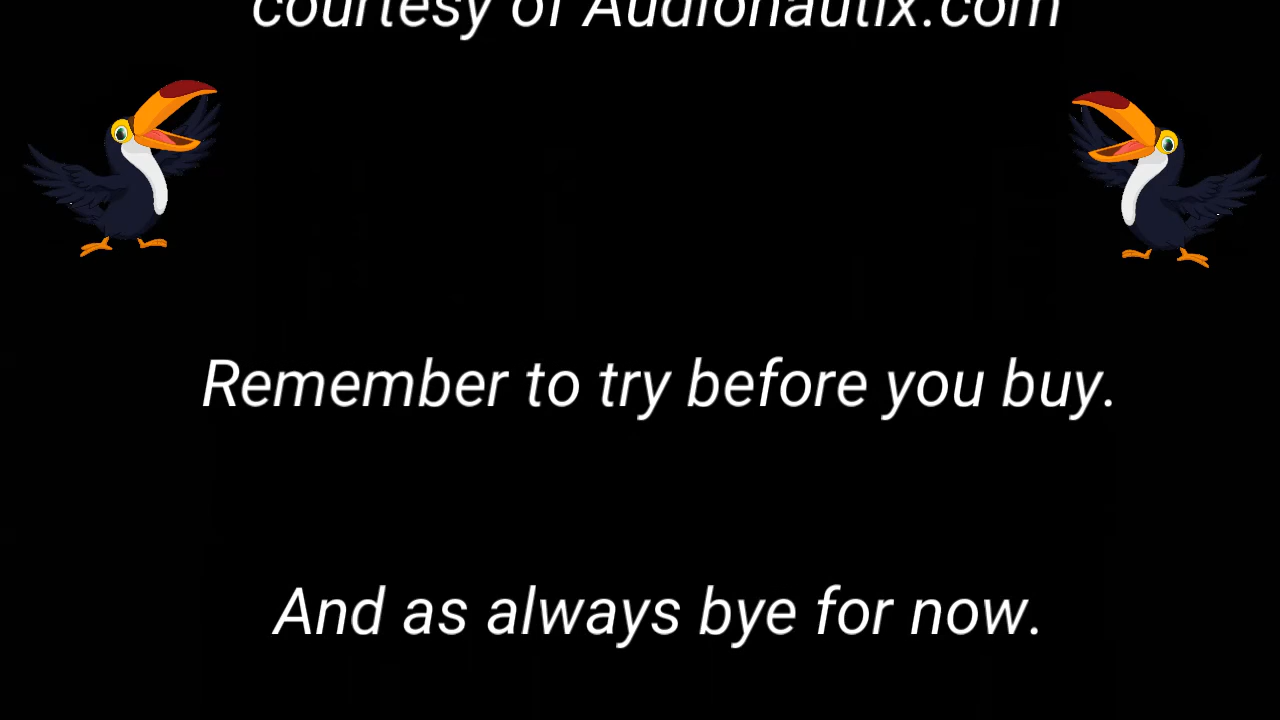 courtesy of Audionautix.com
Remember to try before you buy.
And as always bye for now.